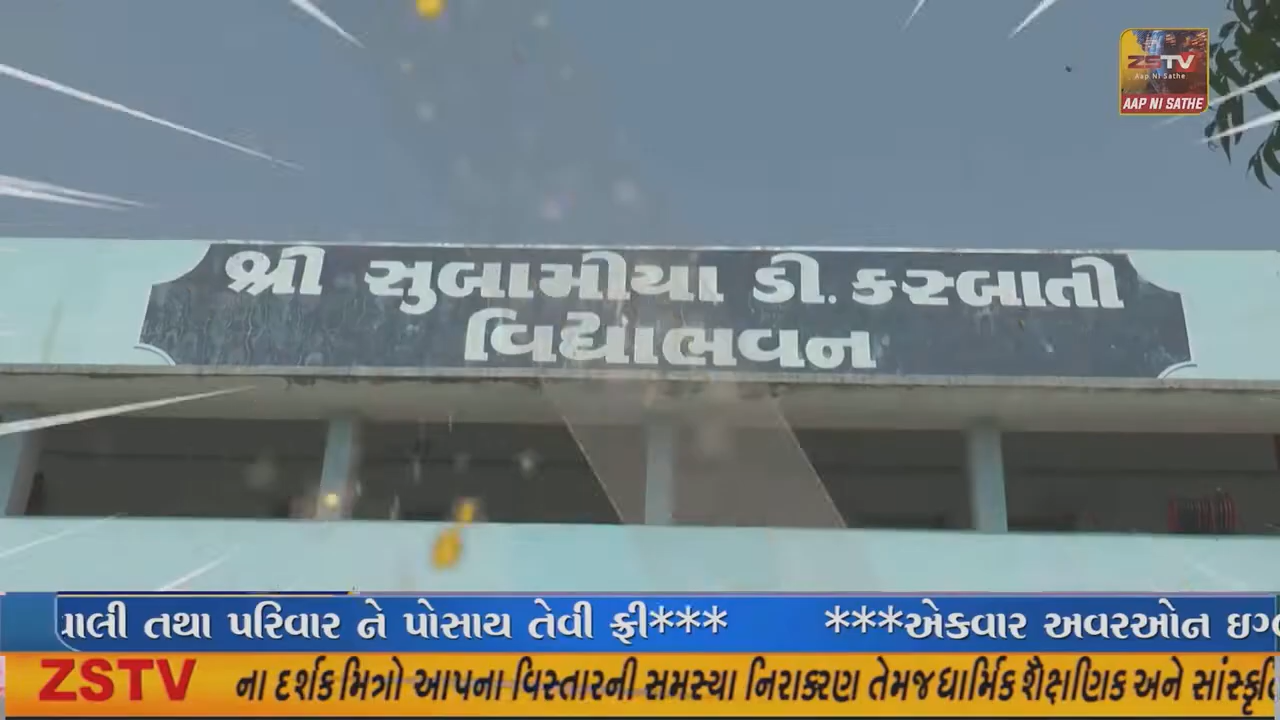 ZSTV
Aap Ni Sathe
AAP NI SATHE
શ્રી સુબામીયા ડી. કરબાતી
વિદ્યાભવન
તથા પરિવાર ને પોસાય તેવી ફ્રી*** ***એકવાર અવરઓન
ZSTV ના દર્શક મિત્રો આપના વિસ્તારની સમસ્યા નિરાકરણ તેમજ ધાર્મિક શૈક્ષણિક અને